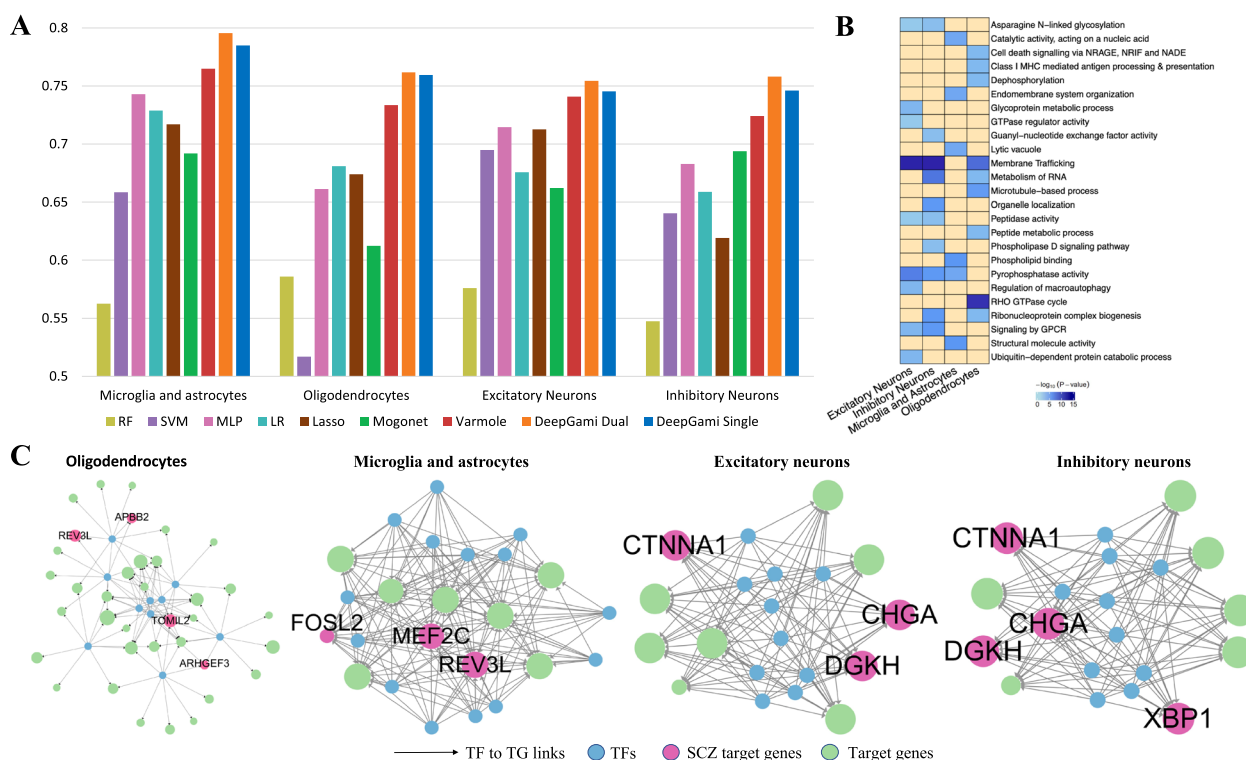 A
0.8
0.75
0.7
0.65
0.6
0.55
0.5
Microglia and astrocytes
Oligodendrocytes
Excitatory Neurons
Inhibitory Neurons
RF SVM MLP LR Lasso Mogonet Varmole DeepGami Dual DeepGami Single
B
Asparagine N−linked glycosylation
Catalytic activity, acting on a nucleic acid
Cell death signalling via NRAGE, NRIF and NADE
Class I MHC mediated antigen processing & presentation
Dephosphorylation
Endomembrane system organization
Glycoprotein metabolic process
GTPase regulator activity
Guanyl−nucleotide exchange factor activity
Lytic vacuole
Membrane Trafficking
Metabolism of RNA
Microtubule−based process
Organelle localization
Peptidase activity
Peptide metabolic process
Phospholipase D signaling pathway
Phospholipid binding
Pyrophosphatase activity
Regulation of macroautophagy
RHO GTPase cycle
Ribonucleoprotein complex biogenesis
Signaling by GPCR
Structural molecule activity
Ubiquitin−dependent protein catabolic process
Excitatory Neurons
Inhibitory Neurons
Microglia and Astrocytes
Oligodendrocytes
−log10(P−value)
0 5 10 15
C
Oligodendrocytes
APBB2
REV3L
TOM1L2
ARHGEF3
Microglia and astrocytes
FOSL2
MEF2C
REV3L
Excitatory neurons
CTNNA1
CHGA
DGKH
Inhibitory neurons
CTNNA1
CHGA
DGKH
XBP1
TF to TG links TFs SCZ target genes Target genes